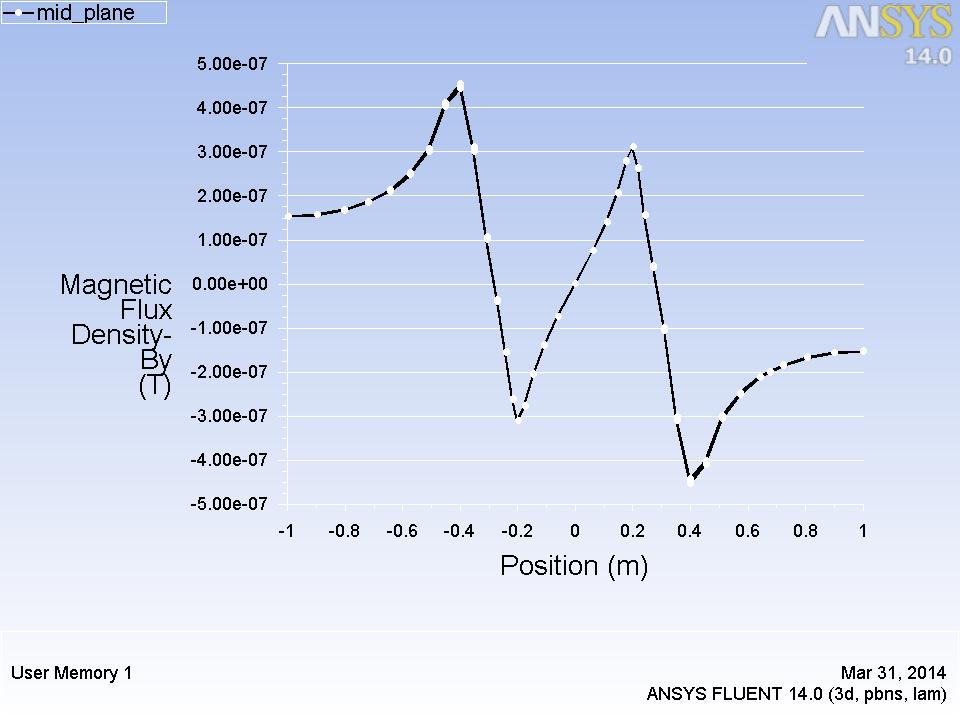 mid_plane
ANSYS
14.0
5.00e-07
4.00e-07
3.00e-07
2.00e-07
1.00e-07
0.00e+00
-1.00e-07
-2.00e-07
-3.00e-07
-4.00e-07
-5.00e-07
Magnetic
Flux
Density-
By
(T)
-1 -0.8 -0.6 -0.4 -0.2 0 0.2 0.4 0.6 0.8 1
Position (m)
User Memory 1
Mar 31, 2014
ANSYS FLUENT 14.0 (3d, pbns, lam)